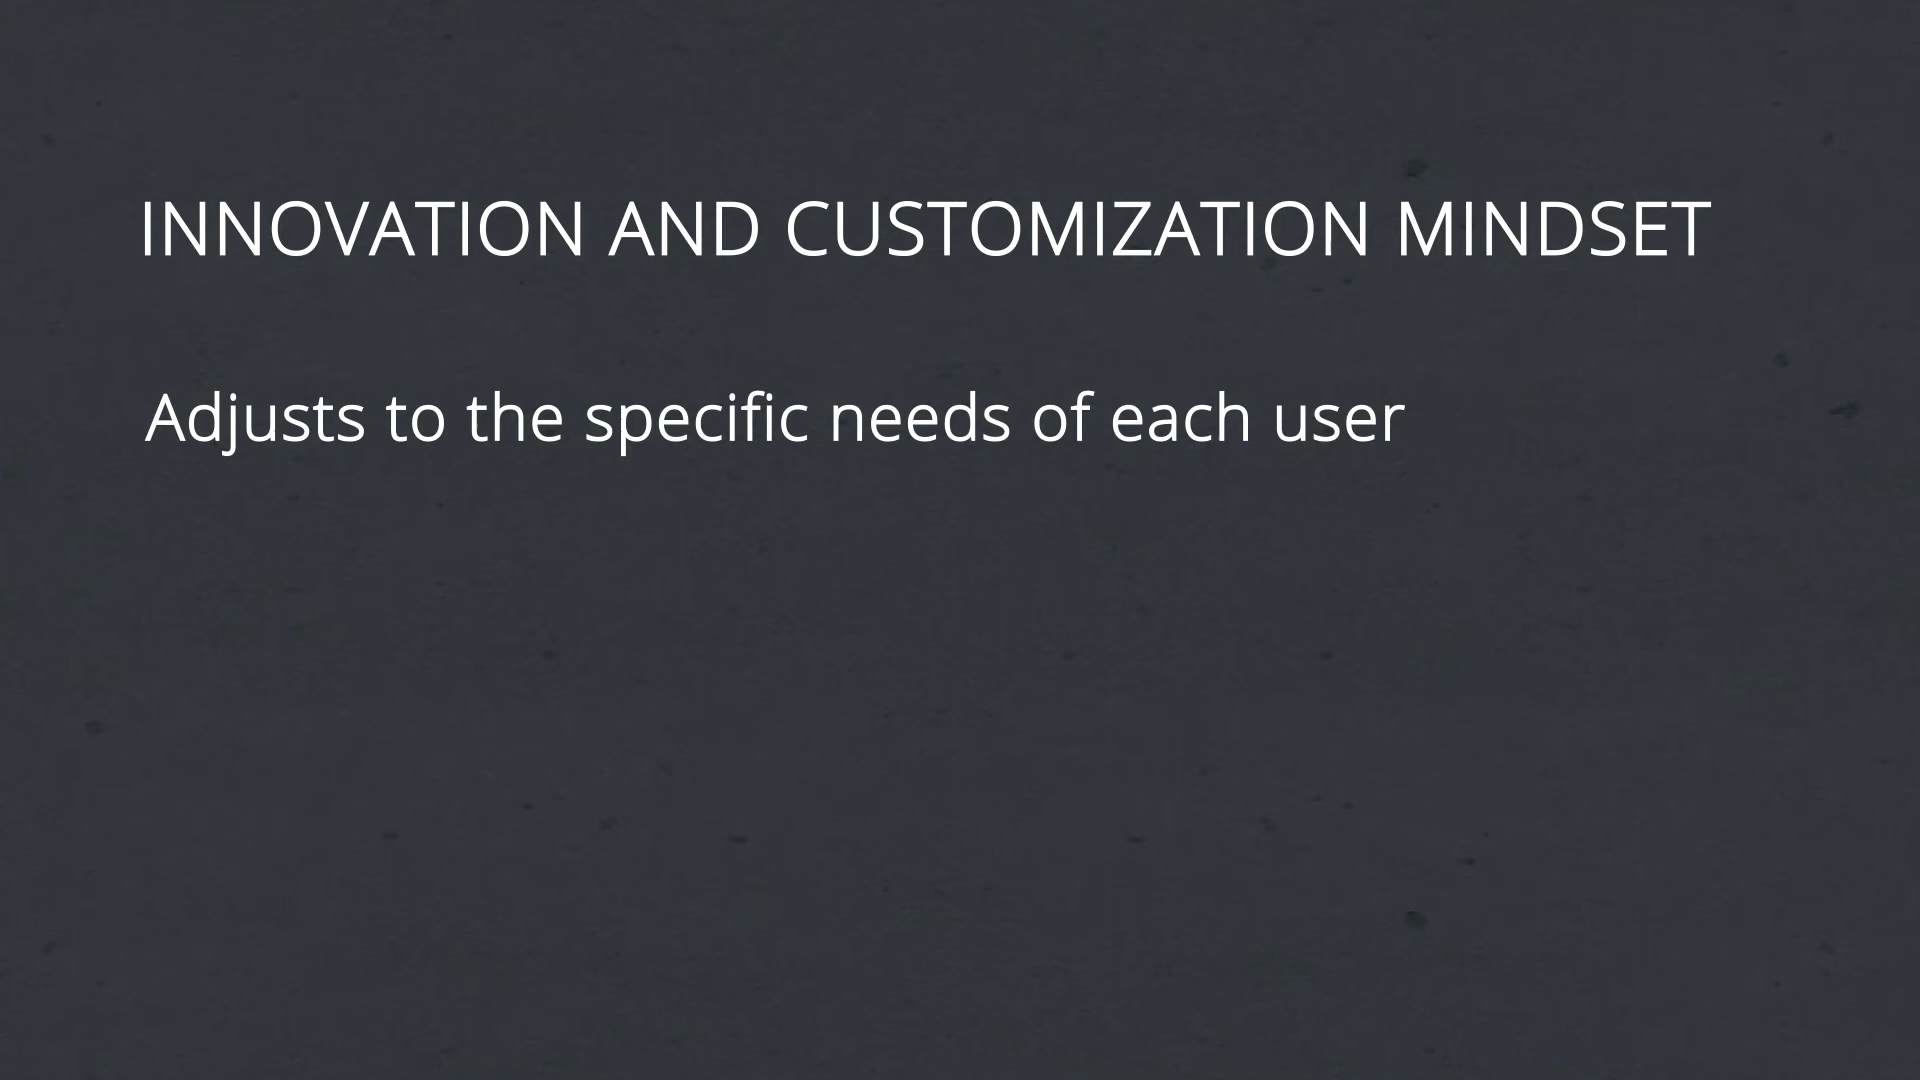 INNOVATION AND CUSTOMIZATION MINDSET
Adjusts to the specific needs of each user